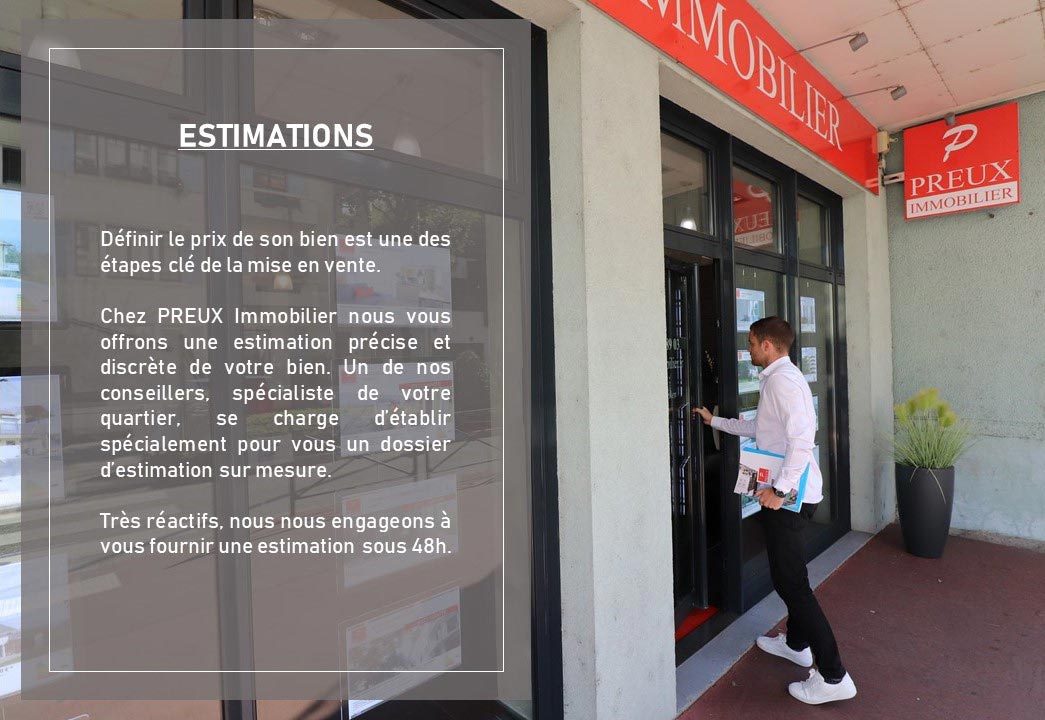 ESTIMATIONS
Définir le prix de son bien est une des
étapes clé de la mise en vente.
Chez PREUX Immobilier nous vous
offrons une estimation précise et
discrète de votre bien. Un de nos
conseillers, spécialiste de votre
quartier, se charge d'établir
spécialement pour vous un dossier
d'estimation sur mesure.
Très réactifs, nous nous engageons à
vous fournir une estimation sous 48h.
IMMOBILIER
P
PREUX
IMMOBILIER